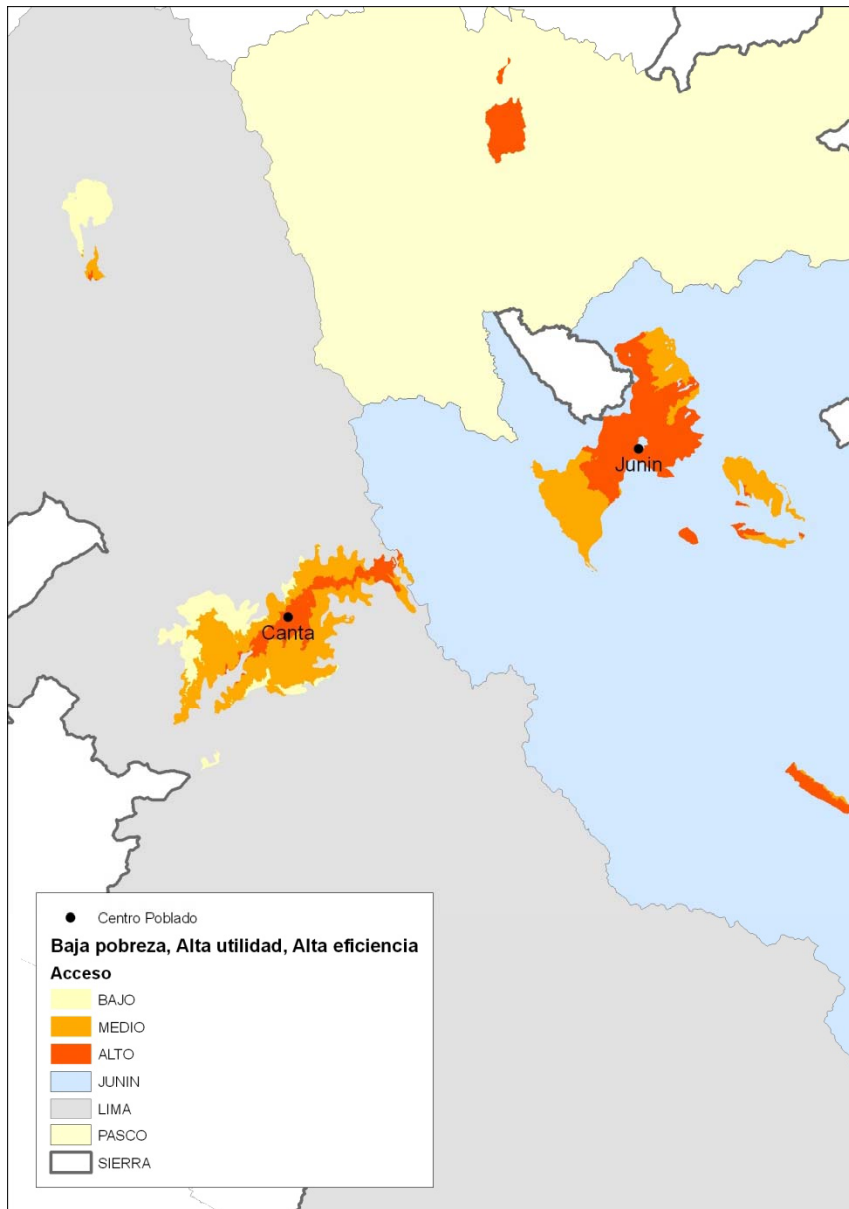 Junin
Canta
Centro Poblado
Baja pobreza, Alta utilidad, Alta eficiencia
Acceso
BAJO
MEDIO
ALTO
JUNIN
LIMA
PASCO
SIERRA